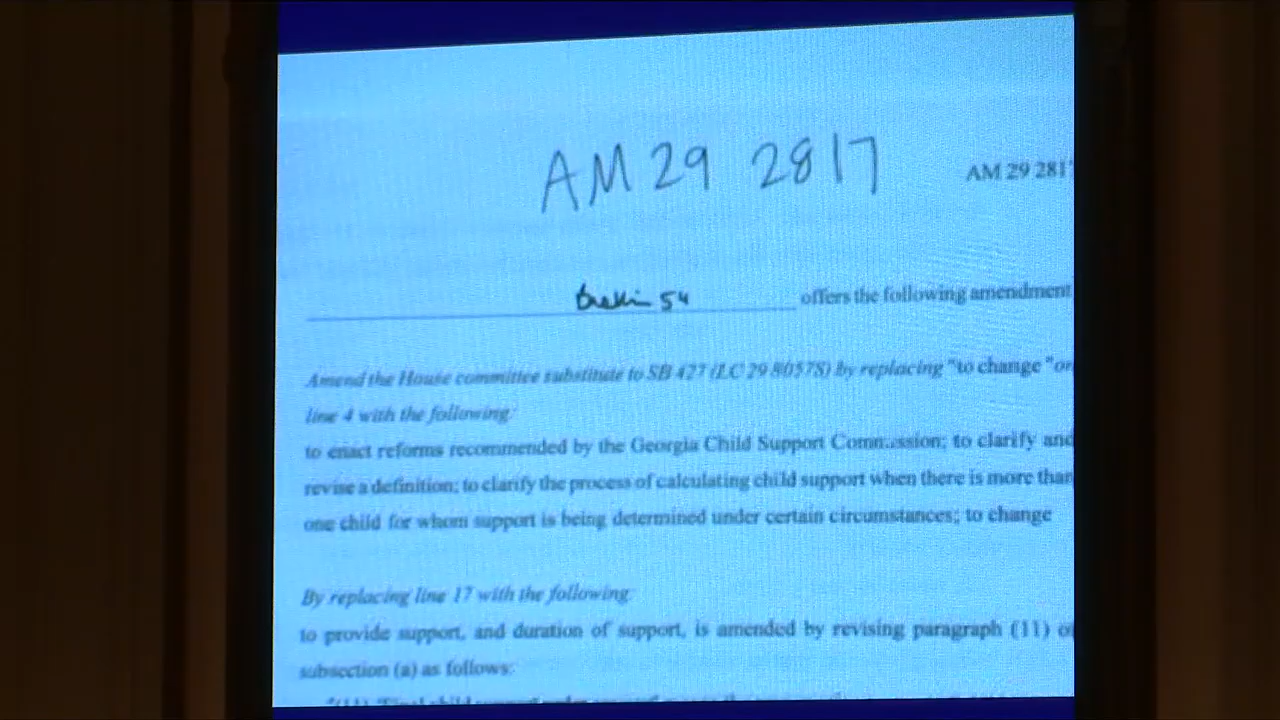 AM 29 2817
AM 29 281
54 offers the following amendment
Amend the House committee substitute to SB 427 (LC 29 8057S) by replacing "to change "on
line 4 with the following:
to enact reforms recommended by the Georgia Child Support Commission; to clarify and
revise a definition; to clarify the process of calculating child support when there is more than
one child for whom support is being determined under certain circumstances; to change
By replacing line 17 with the following:
to provide support, and duration of support, is amended by revising paragraph (11) o
subsection (a) as follows: